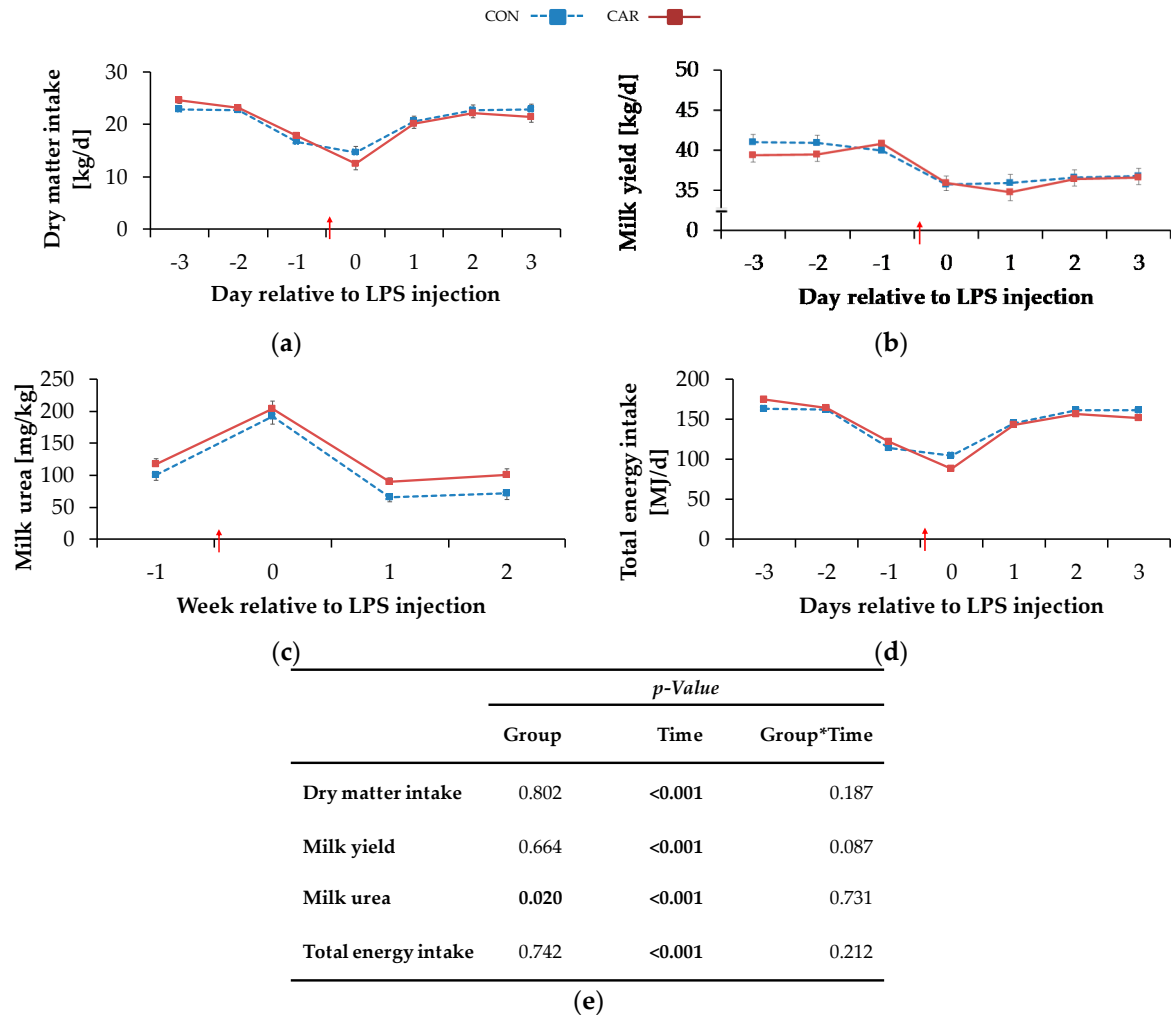 CON CAR
Dry matter intake
[kg/d]
30
20
10
0
-3 -2 -1 0 1 2 3
Day relative to LPS injection
(a)
Milk yield [kg/d]
50
45
40
35
0
-3 -2 -1 0 1 2 3
Day relative to LPS injection
(b)
Milk urea [mg/kg]
250
200
150
100
50
0
-1 0 1 2
Week relative to LPS injection
(c)
Total energy intake
[MJ/d]
200
150
100
50
0
-3 -2 -1 0 1 2 3
Days relative to LPS injection
(d)
p-Value
Group Time Group*Time
Dry matter intake 0.802 <0.001 0.187
Milk yield 0.664 <0.001 0.087
Milk urea 0.020 <0.001 0.731
Total energy intake 0.742 <0.001 0.212
(e)